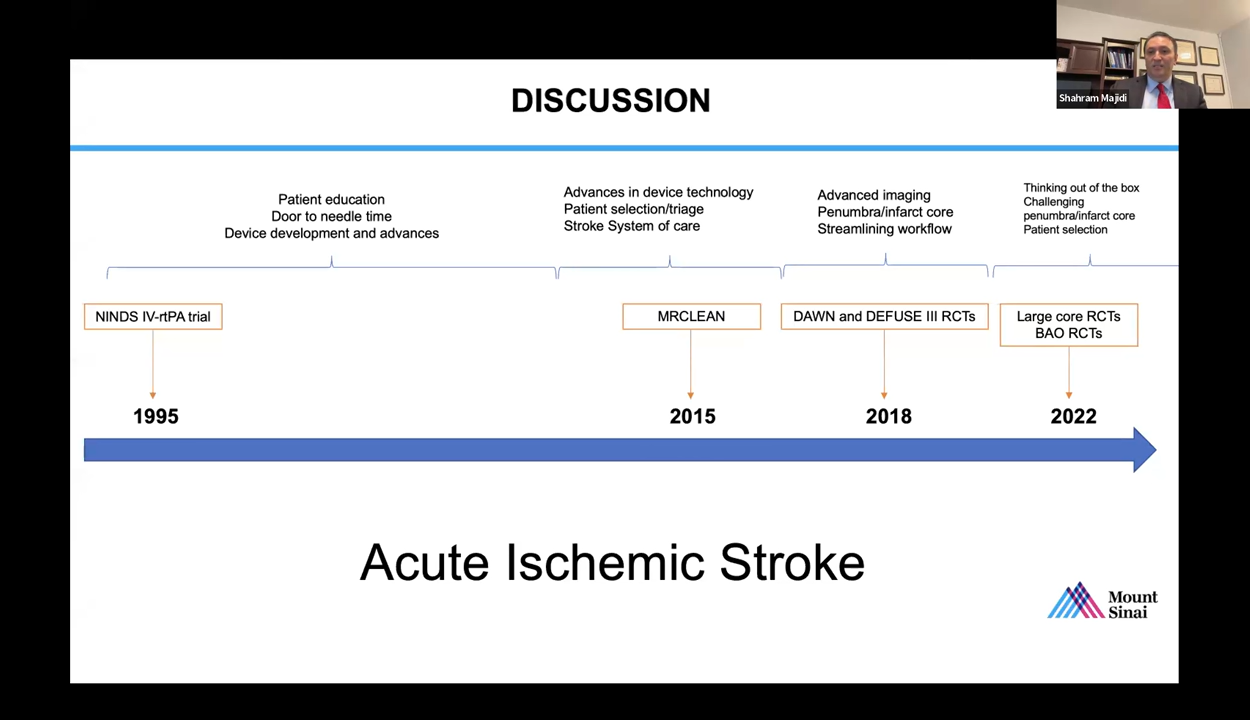 Shahram Majidi
DISCUSSION
Patient education
Door to needle time
Device development and advances
Advances in device technology
Patient selection/triage
Stroke System of care
Advanced imaging
Penumbra/infarct core
Streamlining workflow
Thinking out of the box
Challenging
penumbra/infarct core
Patient selection
NINDS IV-rtPA trial
MRCLEAN
DAWN and DEFUSE III RCTs
Large core RCTs
BAO RCTs
1995
2015
2018
2022
Acute Ischemic Stroke
Mount
Sinai